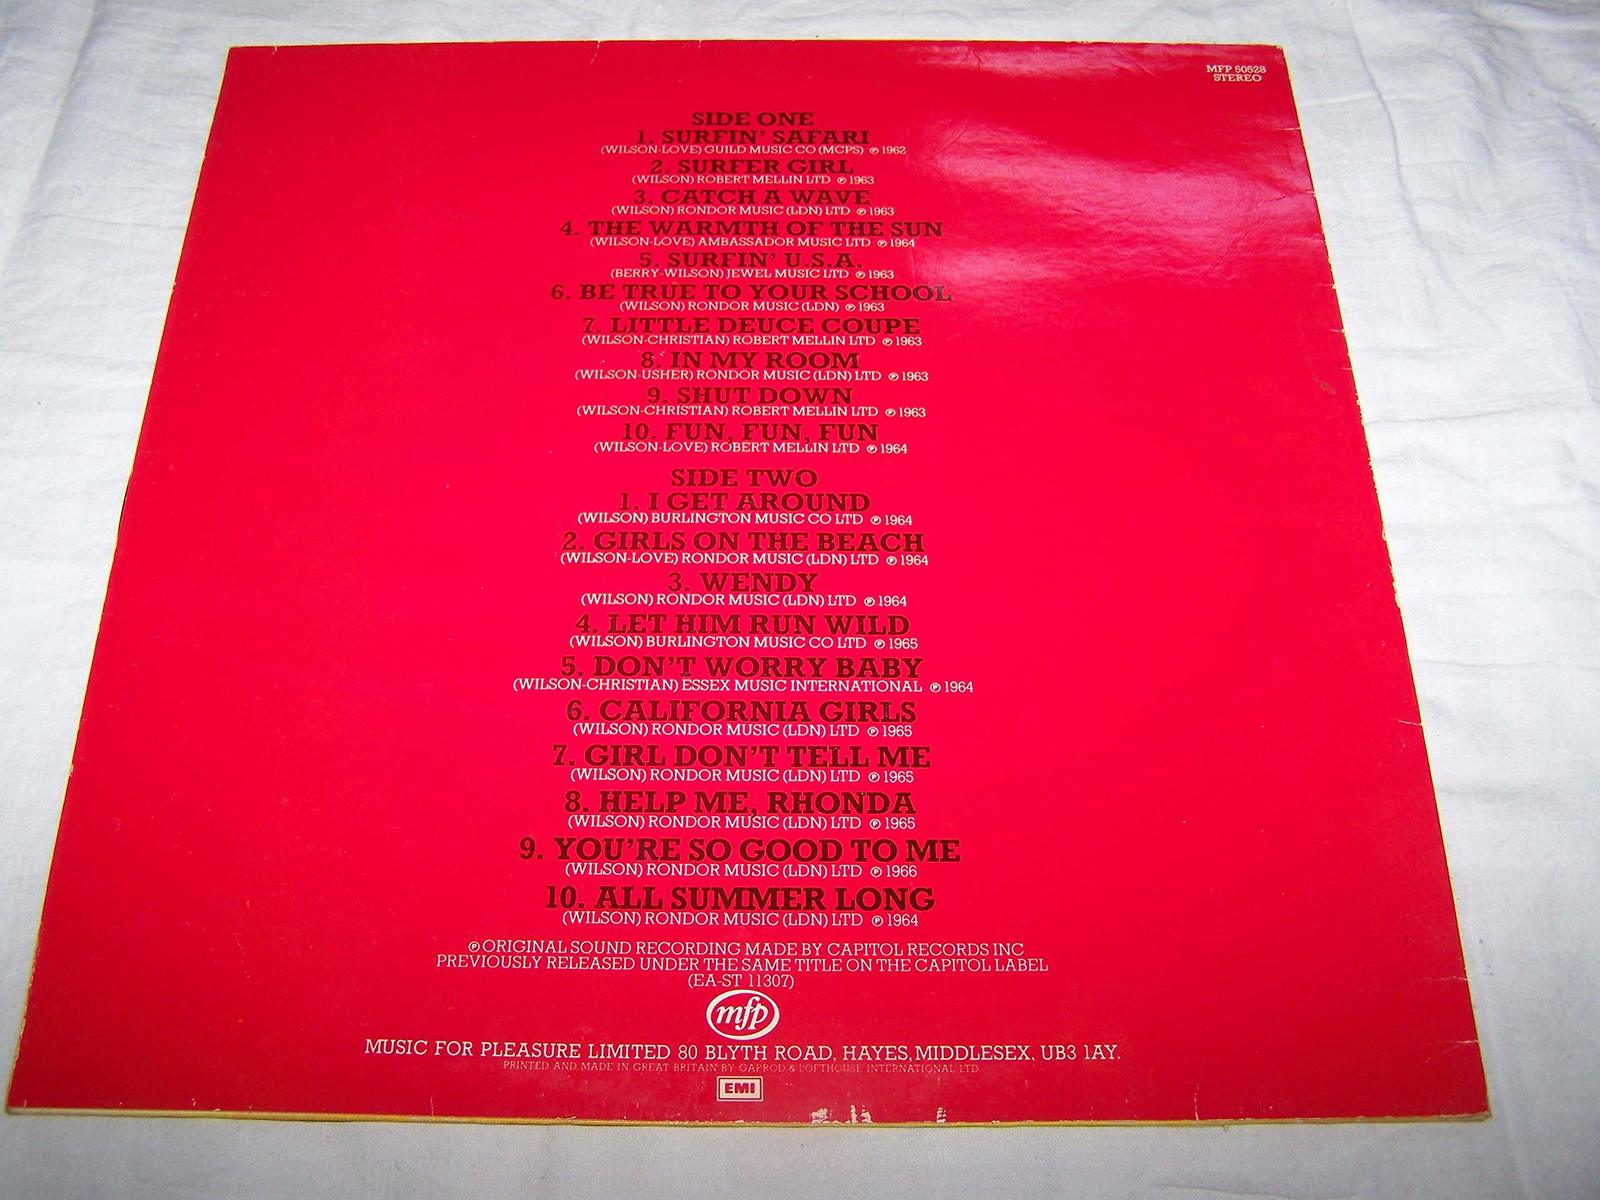 MFP 50528
STEREO
SIDE ONE
1. SURFIN' SAFARI
(WILSON-LOVE) GUILD MUSIC CO (MCPS) ℗ 1962
2. SURFER GIRL
(WILSON) ROBERT MELLIN LTD ℗ 1963
3. CATCH A WAVE
(WILSON) RONDOR MUSIC (LDN) LTD ℗ 1963
4. THE WARMTH OF THE SUN
(WILSON-LOVE) AMBASSADOR MUSIC LTD ℗ 1964
5. SURFIN' U.S.A.
(BERRY-WILSON) JEWEL MUSIC LTD ℗ 1963
6. BE TRUE TO YOUR SCHOOL
(WILSON) RONDOR MUSIC (LDN) ℗ 1963
7. LITTLE DEUCE COUPE
(WILSON-CHRISTIAN) ROBERT MELLIN LTD ℗ 1963
8. IN MY ROOM
(WILSON-USHER) RONDOR MUSIC (LDN) LTD ℗ 1963
9. SHUT DOWN
(WILSON-CHRISTIAN) ROBERT MELLIN LTD ℗ 1963
10. FUN, FUN, FUN
(WILSON-LOVE) ROBERT MELLIN LTD ℗ 1964
SIDE TWO
1. I GET AROUND
(WILSON) BURLINGTON MUSIC CO LTD ℗ 1964
2. GIRLS ON THE BEACH
(WILSON-LOVE) RONDOR MUSIC (LDN) LTD ℗ 1964
3. WENDY
(WILSON) RONDOR MUSIC (LDN) LTD ℗ 1964
4. LET HIM RUN WILD
(WILSON) BURLINGTON MUSIC CO LTD ℗ 1965
5. DON'T WORRY BABY
(WILSON-CHRISTIAN) ESSEX MUSIC INTERNATIONAL ℗ 1964
6. CALIFORNIA GIRLS
(WILSON) RONDOR MUSIC (LDN) LTD ℗ 1965
7. GIRL DON'T TELL ME
(WILSON) RONDOR MUSIC (LDN) LTD ℗ 1965
8. HELP ME, RHONDA
(WILSON) RONDOR MUSIC (LDN) LTD ℗ 1965
9. YOU'RE SO GOOD TO ME
(WILSON) RONDOR MUSIC (LDN) LTD ℗ 1966
10. ALL SUMMER LONG
(WILSON) RONDOR MUSIC (LDN) LTD ℗ 1964
℗ ORIGINAL SOUND RECORDING MADE BY CAPITOL RECORDS INC
PREVIOUSLY RELEASED UNDER THE SAME TITLE ON THE CAPITOL LABEL
(EA-ST 11307)
mfp
MUSIC FOR PLEASURE LIMITED 80 BLYTH ROAD, HAYES, MIDDLESEX, UB3 1AY.
PRINTED AND MADE IN GREAT BRITAIN BY GARROD & LOFTHOUSE INTERNATIONAL LTD
EMI